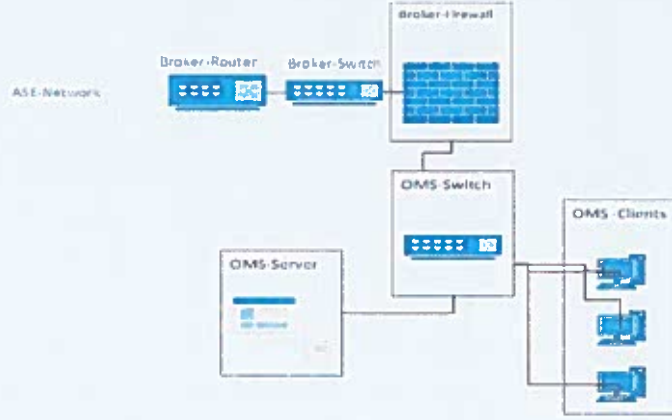 Broker-Firewall
Broker-Router
Broker-Switch
ASE-Network
OMS-Switch
OMS-Server
OMS-Clients